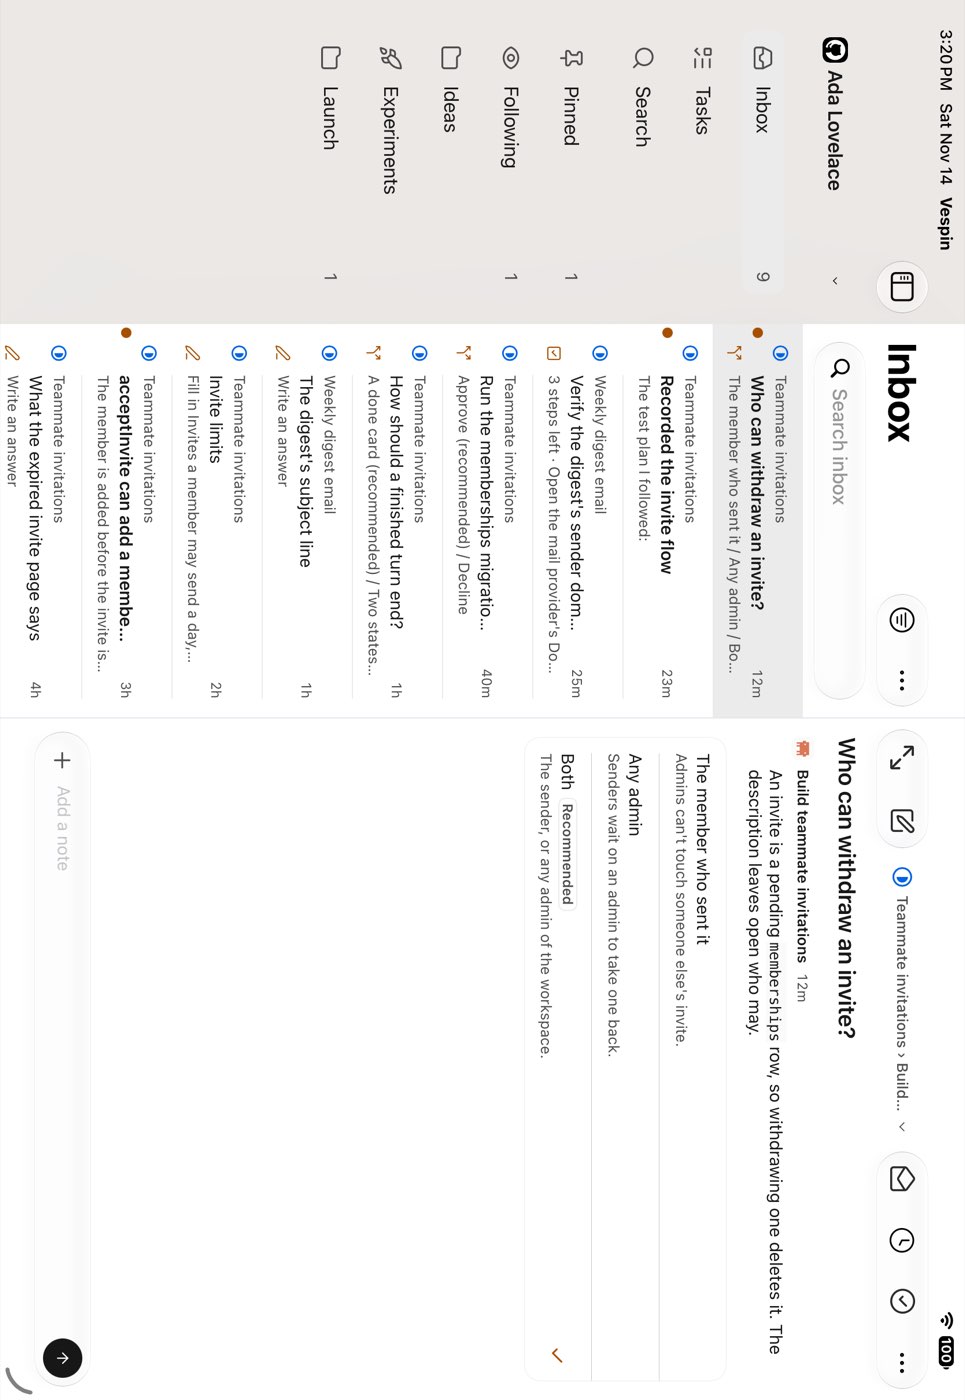 3:20 PM Sat Nov 14 Vespin
100
Ada Lovelace
Inbox 9
Tasks
Search
Pinned 1
Following 1
Ideas
Experiments
Launch 1
Inbox
Search inbox
Teammate invitations
Who can withdraw an invite? 12m
The member who sent it / Any admin / Bo...
Teammate invitations
Recorded the invite flow 23m
The test plan I followed:
Weekly digest email
Verify the digest's sender dom... 25m
3 steps left · Open the mail provider's Do...
Teammate invitations
Run the memberships migratio... 40m
Approve (recommended) / Decline
Teammate invitations
How should a finished turn end? 1h
A done card (recommended) / Two states...
Weekly digest email
The digest's subject line 1h
Write an answer
Teammate invitations
Invite limits 2h
Fill in Invites a member may send a day,...
Teammate invitations
acceptInvite can add a membe... 3h
The member is added before the invite is...
Teammate invitations
What the expired invite page says 4h
Write an answer
Teammate invitations › Build...
Who can withdraw an invite?
Build teammate invitations 12m
An invite is a pending memberships row, so withdrawing one deletes it. The
description leaves open who may.
The member who sent it
Admins can't touch someone else's invite.
Any admin
Senders wait on an admin to take one back.
Both Recommended
The sender, or any admin of the workspace.
Add a note